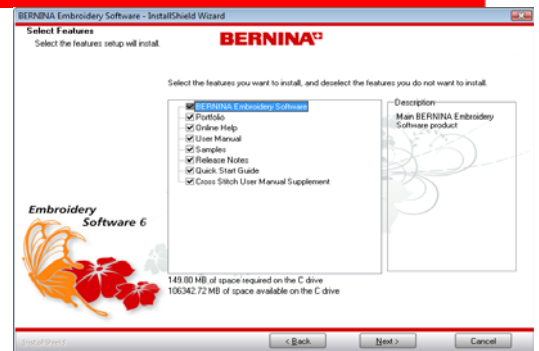 BERNINA Embroidery Software - InstallShield Wizard
Select Features
Select the features setup will install.
BERNINA
Select the features you want to install, and deselect the features you do not want to install.
BERNINA Embroidery Software
Portfolio
Online Help
User Manual
Samples
Release Notes
Quick Start Guide
Cross Stitch User Manual Supplement
Description
Main BERNINA Embroidery
Software product
Embroidery
Software 6
149.00 MB of space required on the C drive
106342.72 MB of space available on the C drive
InstallShield
< Back
Next >
Cancel